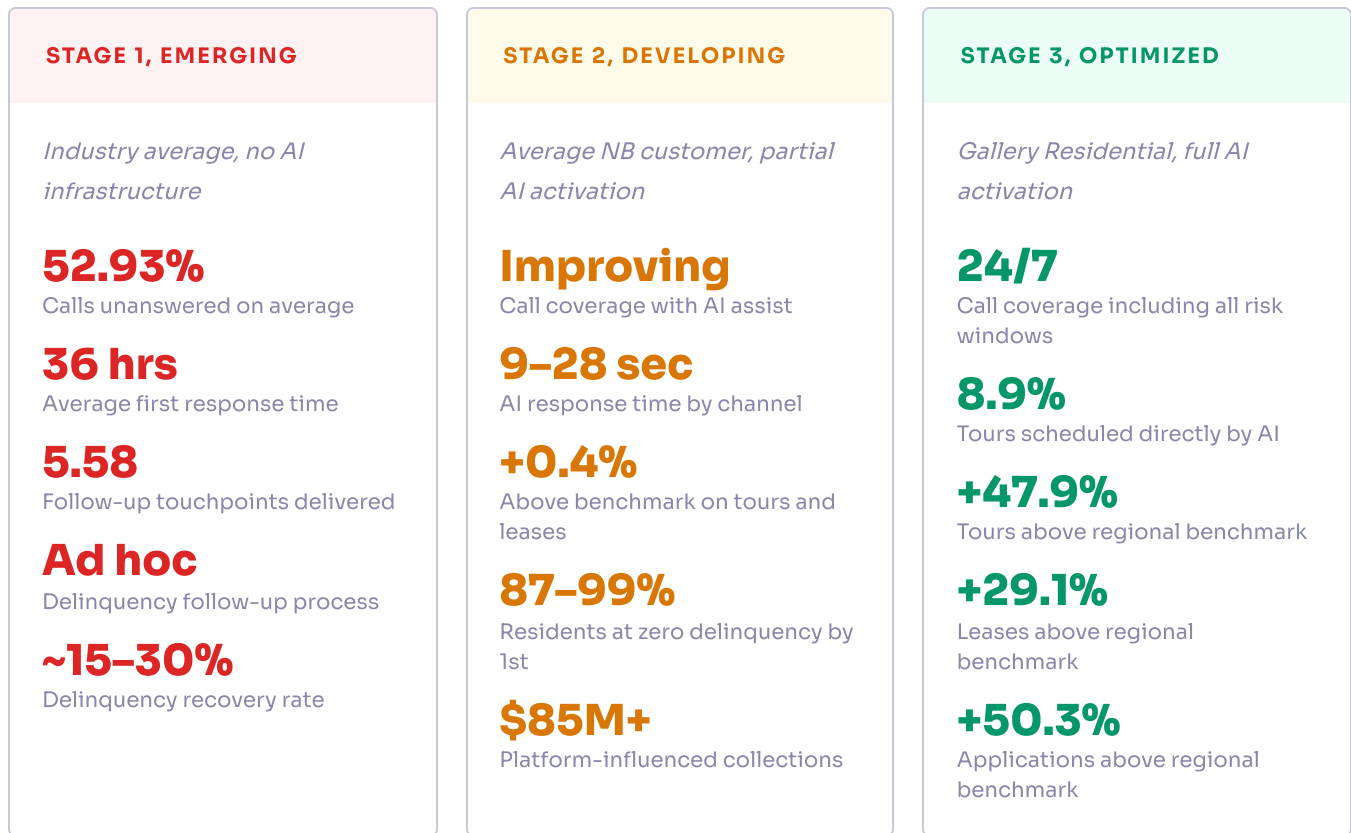 STAGE 1, EMERGING
Industry average, no AI
infrastructure
52.93%
Calls unanswered on average
36 hrs
Average first response time
5.58
Follow-up touchpoints delivered
Ad hoc
Delinquency follow-up process
~15–30%
Delinquency recovery rate
STAGE 2, DEVELOPING
Average NB customer, partial
AI activation
Improving
Call coverage with AI assist
9–28 sec
AI response time by channel
+0.4%
Above benchmark on tours and
leases
87–99%
Residents at zero delinquency by
1st
$85M+
Platform-influenced collections
STAGE 3, OPTIMIZED
Gallery Residential, full AI
activation
24/7
Call coverage including all risk
windows
8.9%
Tours scheduled directly by AI
+47.9%
Tours above regional benchmark
+29.1%
Leases above regional
benchmark
+50.3%
Applications above regional
benchmark